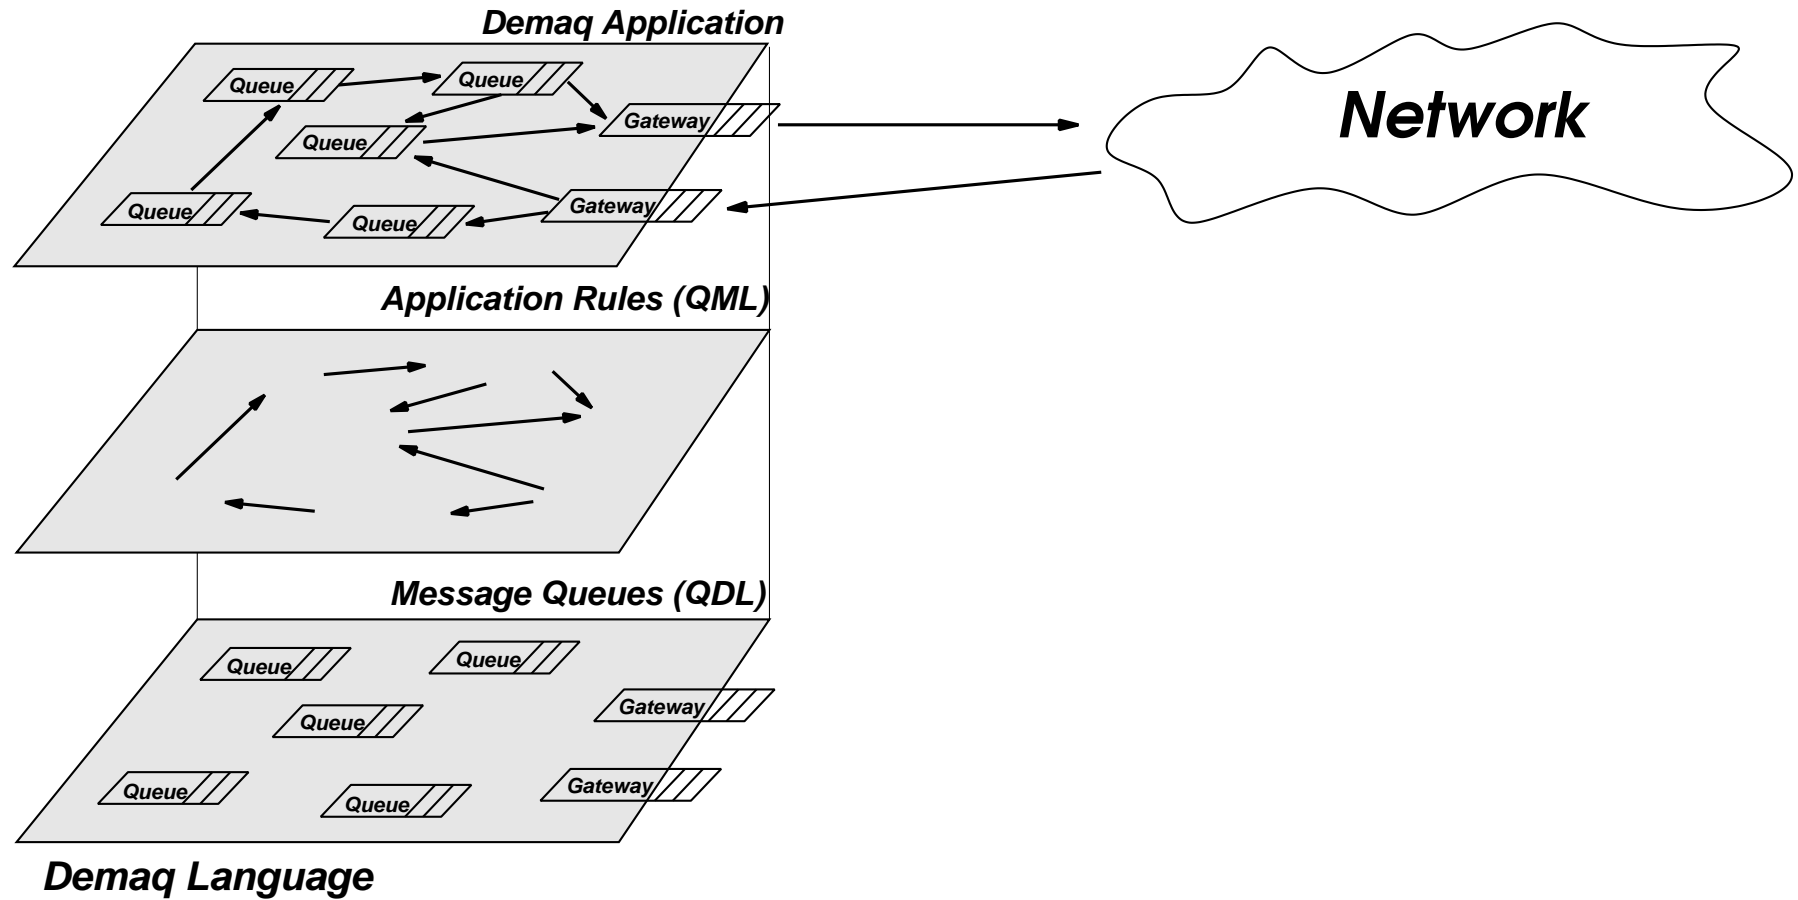 Demaq Application
Queue
Queue
Gateway
Queue
Gateway
Queue
Queue
Network
Application Rules (QML)
Message Queues (QDL)
Queue
Queue
Gateway
Queue
Gateway
Queue
Queue
Demaq Language